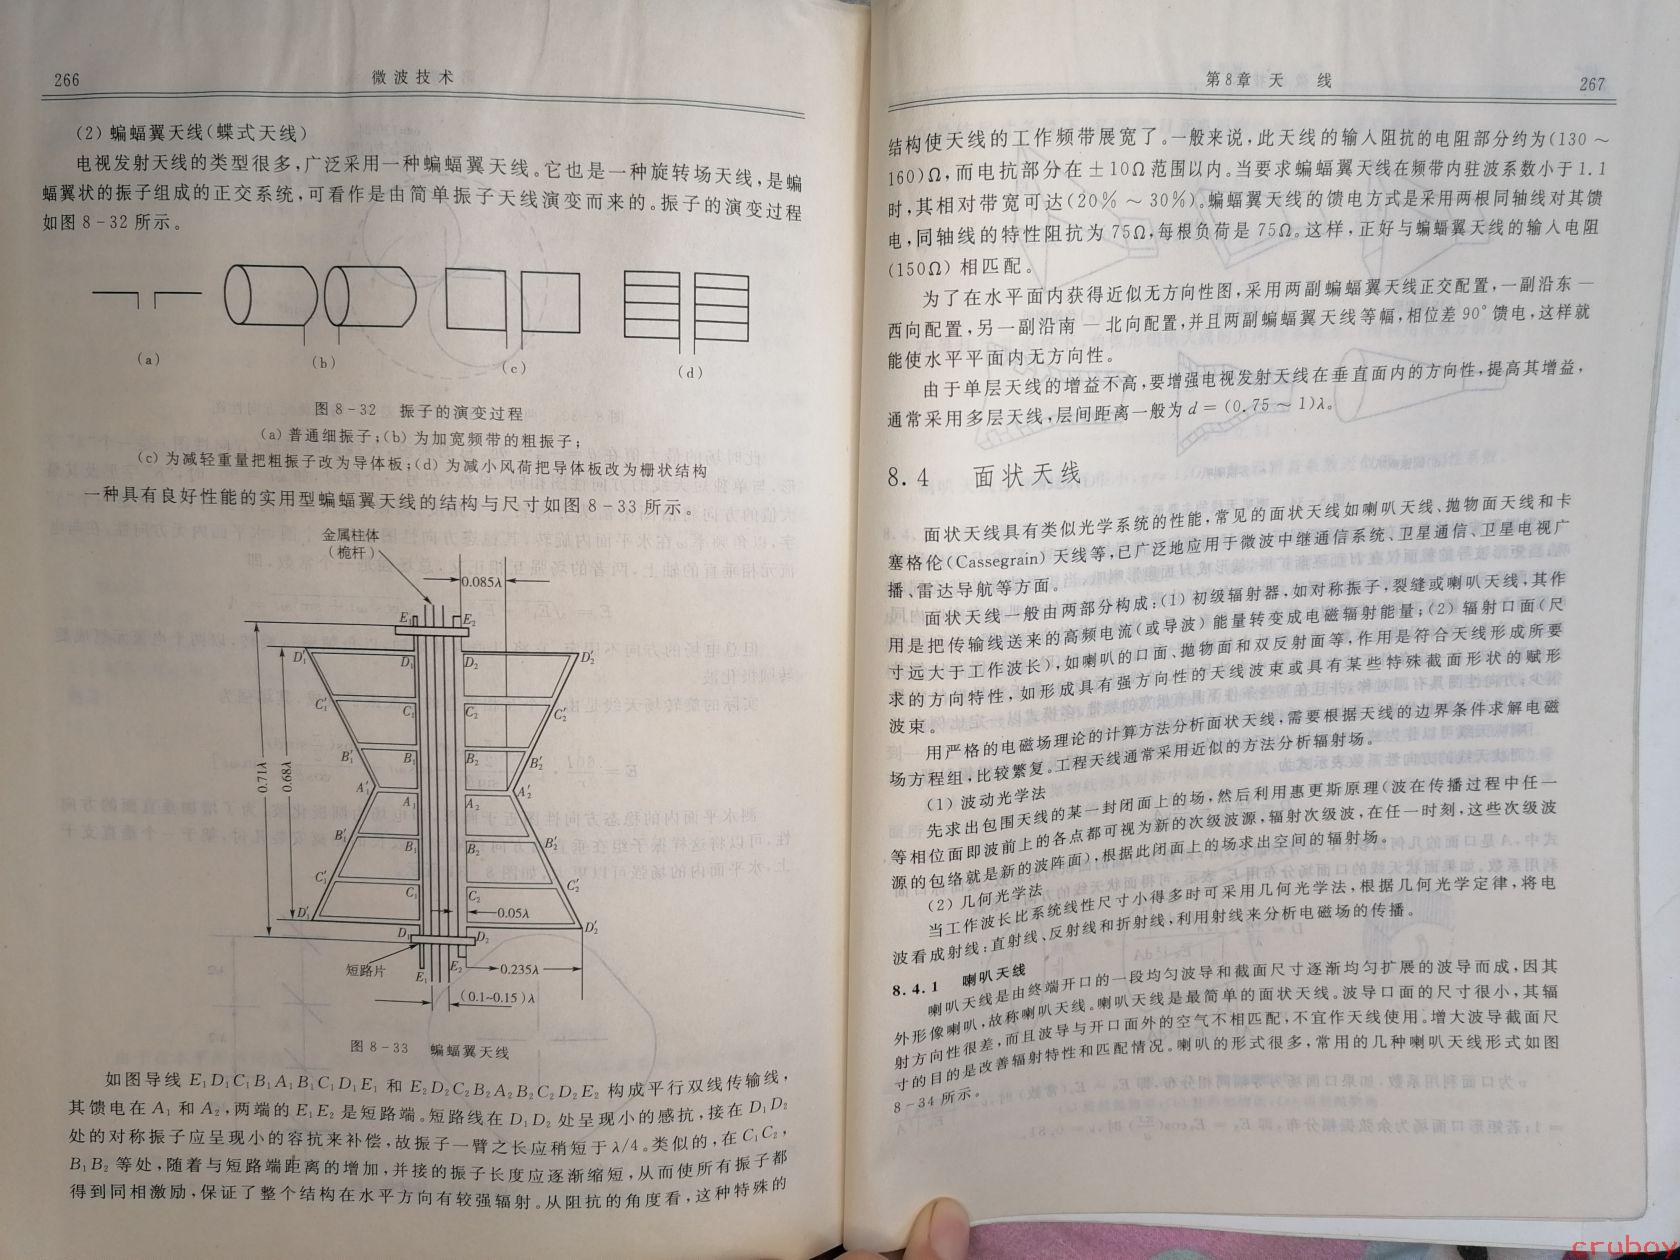 266
微波技术
(2) 蝙蝠翼天线(蝶式天线)
电视发射天线的类型很多,广泛采用一种蝙蝠翼天线。它也是一种旋转场天线,是蝙
蝠翼状的振子组成的正交系统,可看作是由简单振子天线演变而来的。振子的演变过程
如图 8-32 所示。
(a)
(b)
(c)
(d)
图 8-32 振子的演变过程
(a) 普通细振子;(b) 为加宽频带的粗振子;
(c) 为减轻重量把粗振子改为导体板;(d) 为减小风荷把导体板改为栅状结构
一种具有良好性能的实用型蝙蝠翼天线的结构与尺寸如图 8-33 所示。
金属柱体
(桅杆)
0.085λ
E₁ E₂
D₁′ D₁ D₂ D₂′
C₁′ C₁ C₂ C₂′
B₁′ B₁ B₂ B₂′
0.71λ
0.68λ
A₁′ A₁ A₂ A₂′
B₁′ B₁ B₂ B₂′
C₁′ C₁ C₂ C₂′
0.05λ
D₁′ D₁ D₂ D₂′
短路片
E₁ E₂
0.235λ
(0.1~0.15)λ
图 8-33 蝙蝠翼天线
如图导线 E₁D₁C₁B₁A₁B₁C₁D₁E₁ 和 E₂D₂C₂B₂A₂B₂C₂D₂E₂ 构成平行双线传输线,
其馈电在 A₁ 和 A₂,两端的 E₁E₂ 是短路端。短路线在 D₁D₂ 处呈现小的感抗,接在 D₁D₂
处的对称振子应呈现小的容抗来补偿,故振子一臂之长应稍短于 λ/4。类似的,在 C₁C₂,
B₁B₂ 等处,随着与短路端距离的增加,并接的振子长度应逐渐缩短,从而使所有振子都
得到同相激励,保证了整个结构在水平方向有较强辐射。从阻抗的角度看,这种特殊的
第8章 天 线
267
结构使天线的工作频带展宽了。一般来说,此天线的输入阻抗的电阻部分约为(130 ~
160)Ω,而电抗部分在 ±10Ω 范围以内。当要求蝙蝠翼天线在频带内驻波系数小于 1.1
时,其相对带宽可达(20% ~ 30%)。蝙蝠翼天线的馈电方式是采用两根同轴线对其馈
电,同轴线的特性阻抗为 75Ω,每根负荷是 75Ω。这样,正好与蝙蝠翼天线的输入电阻
(150Ω) 相匹配。
为了在水平面内获得近似无方向性图,采用两副蝙蝠翼天线正交配置,一副沿东 —
西向配置,另一副沿南 — 北向配置,并且两副蝙蝠翼天线等幅,相位差 90° 馈电,这样就
能使水平平面内无方向性。
由于单层天线的增益不高,要增强电视发射天线在垂直面内的方向性,提高其增益,
通常采用多层天线,层间距离一般为 d = (0.75 ~ 1)λ。
8.4 面状天线
面状天线具有类似光学系统的性能,常见的面状天线如喇叭天线、抛物面天线和卡
塞格伦(Cassegrain) 天线等,已广泛地应用于微波中继通信系统、卫星通信、卫星电视广
播、雷达导航等方面。
面状天线一般由两部分构成:(1) 初级辐射器,如对称振子,裂缝或喇叭天线,其作
用是把传输线送来的高频电流(或导波) 能量转变成电磁辐射能量;(2) 辐射口面(尺
寸远大于工作波长),如喇叭的口面、抛物面和双反射面等,作用是符合天线形成所要
求的方向特性,如形成具有强方向性的天线波束或具有某些特殊截面形状的赋形
波束。
用严格的电磁场理论的计算方法分析面状天线,需要根据天线的边界条件求解电磁
场方程组,比较繁复。工程天线通常采用近似的方法分析辐射场。
(1) 波动光学法
先求出包围天线的某一封闭面上的场,然后利用惠更斯原理(波在传播过程中任一
等相位面即波前上的各点都可视为新的次级波源,辐射次级波,在任一时刻,这些次级波
源的包络就是新的波阵面),根据此闭面上的场求出空间的辐射场。
(2) 几何光学法
当工作波长比系统线性尺寸小得多时可采用几何光学法,根据几何光学定律,将电
波看成射线:直射线、反射线和折射线,利用射线来分析电磁场的传播。
8.4.1 喇叭天线
喇叭天线是由终端开口的一段均匀波导和截面尺寸逐渐均匀扩展的波导而成,因其
外形像喇叭,故称喇叭天线。喇叭天线是最简单的面状天线。波导口面的尺寸很小,其辐
射方向性很差,而且波导与开口面外的空气不相匹配,不宜作天线使用。增大波导截面尺
寸的目的是改善辐射特性和匹配情况。喇叭的形式很多,常用的几种喇叭天线形式如图
8-34 所示。
crubox